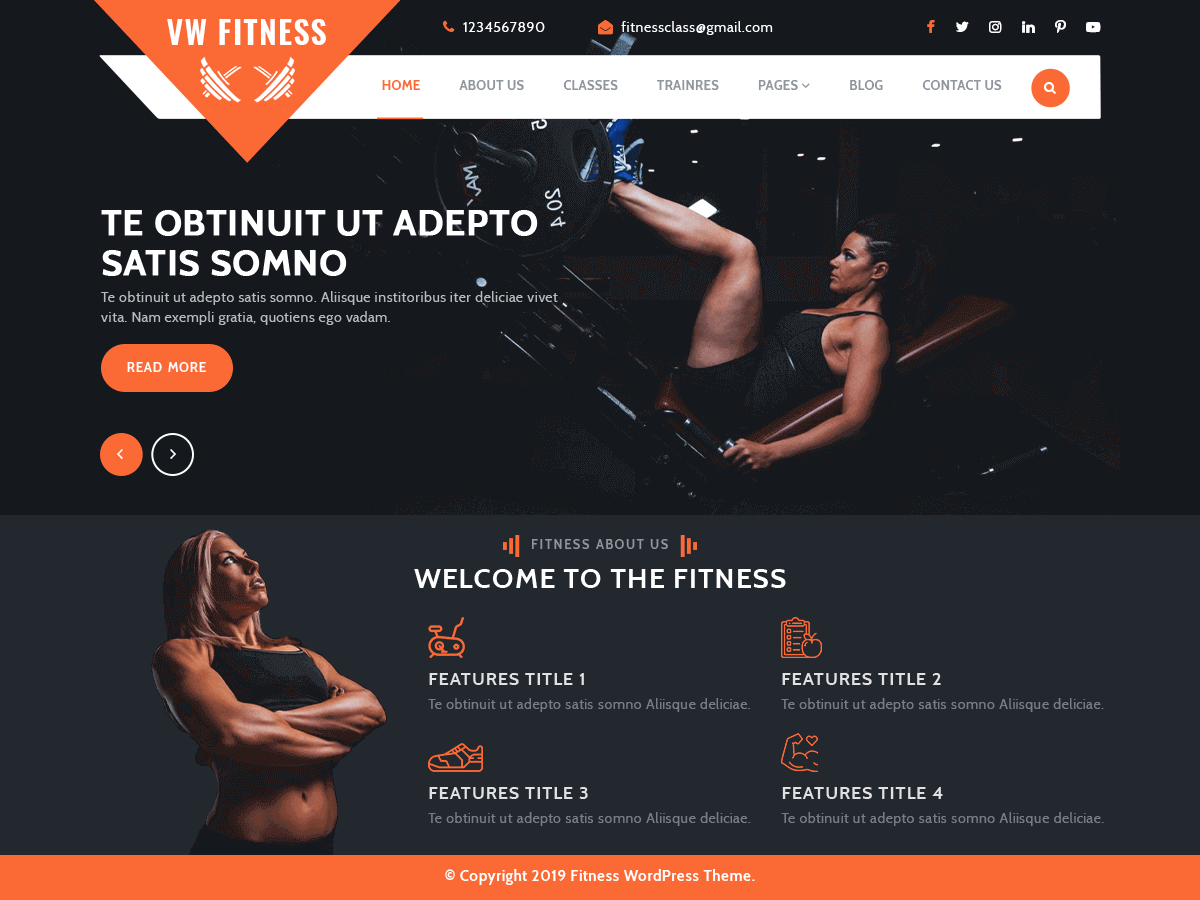 VW FITNESS
1234567890
fitnessclass@gmail.com
HOME ABOUT US CLASSES TRAINRES PAGES BLOG CONTACT US
TE OBTINUIT UT ADEPTO
SATIS SOMNO
Te obtinuit ut adepto satis somno. Aliisque institoribus iter deliciae vivet
vita. Nam exempli gratia, quotiens ego vadam.
READ MORE
20.4
FITNESS ABOUT US
WELCOME TO THE FITNESS
FEATURES TITLE 1
Te obtinuit ut adepto satis somno Aliisque deliciae.
FEATURES TITLE 2
Te obtinuit ut adepto satis somno Aliisque deliciae.
FEATURES TITLE 3
Te obtinuit ut adepto satis somno Aliisque deliciae.
FEATURES TITLE 4
Te obtinuit ut adepto satis somno Aliisque deliciae.
© Copyright 2019 Fitness WordPress Theme.